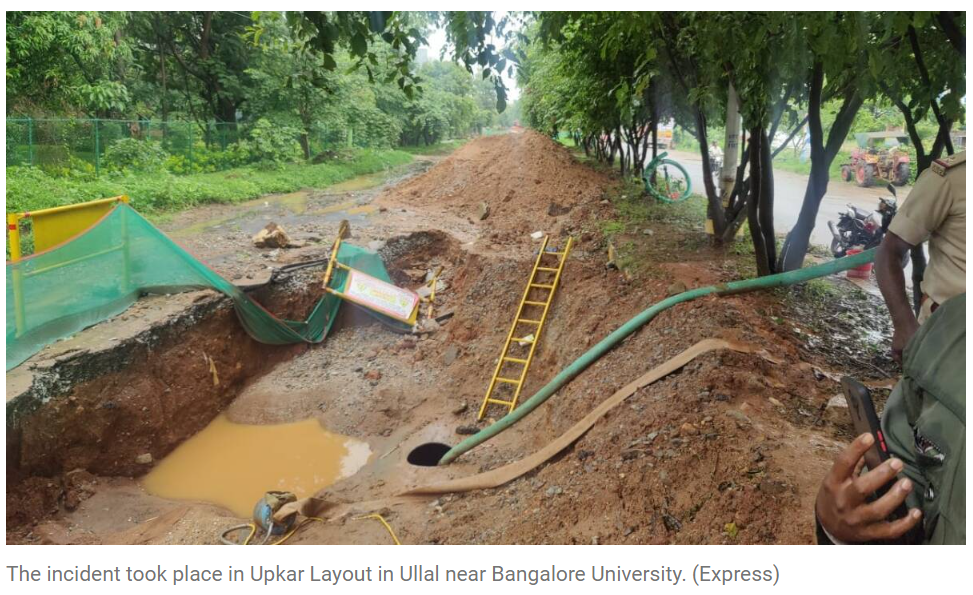 The incident took place in Upkar Layout in Ullal near Bangalore University. (Express)